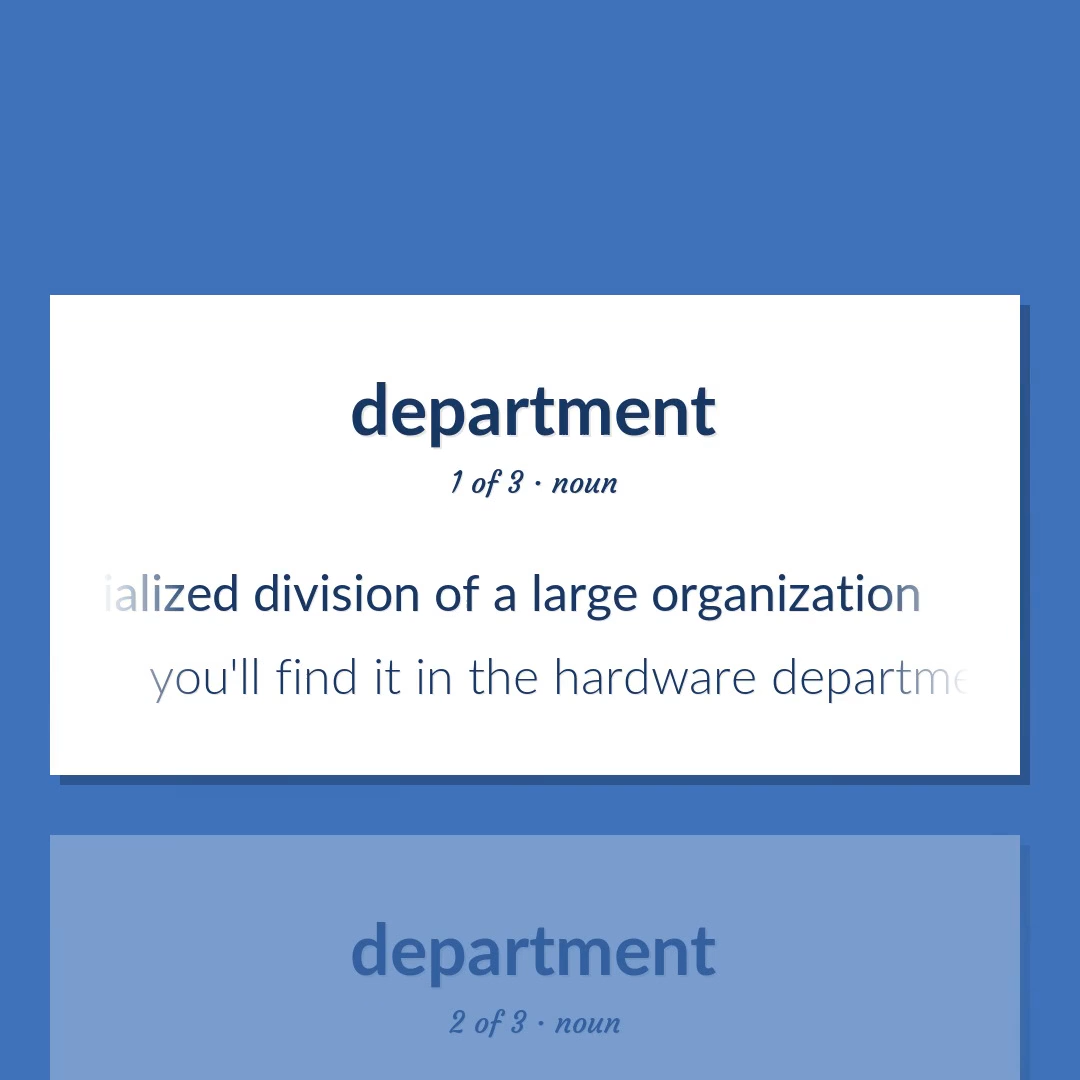 department
1 of 3 · noun
ialized division of a large organization
you'll find it in the hardware departme
department
2 of 3 · noun